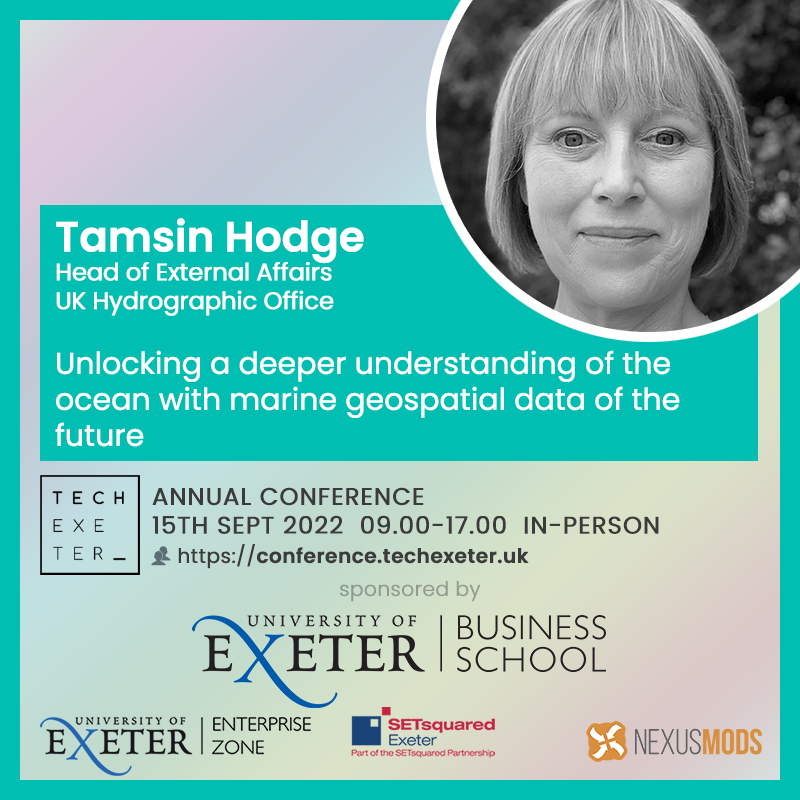 Tamsin Hodge
Head of External Affairs
UK Hydrographic Office
Unlocking a deeper understanding of the
ocean with marine geospatial data of the
future
TECH
EXE
TER_
ANNUAL CONFERENCE
15TH SEPT 2022 09.00-17.00 IN-PERSON
https://conference.techexeter.uk
sponsored by
UNIVERSITY OF
EXETER
BUSINESS
SCHOOL
UNIVERSITY OF
EXETER
ENTERPRISE
ZONE
SETsquared
Exeter
Part of the SETsquared Partnership
NEXUSMODS